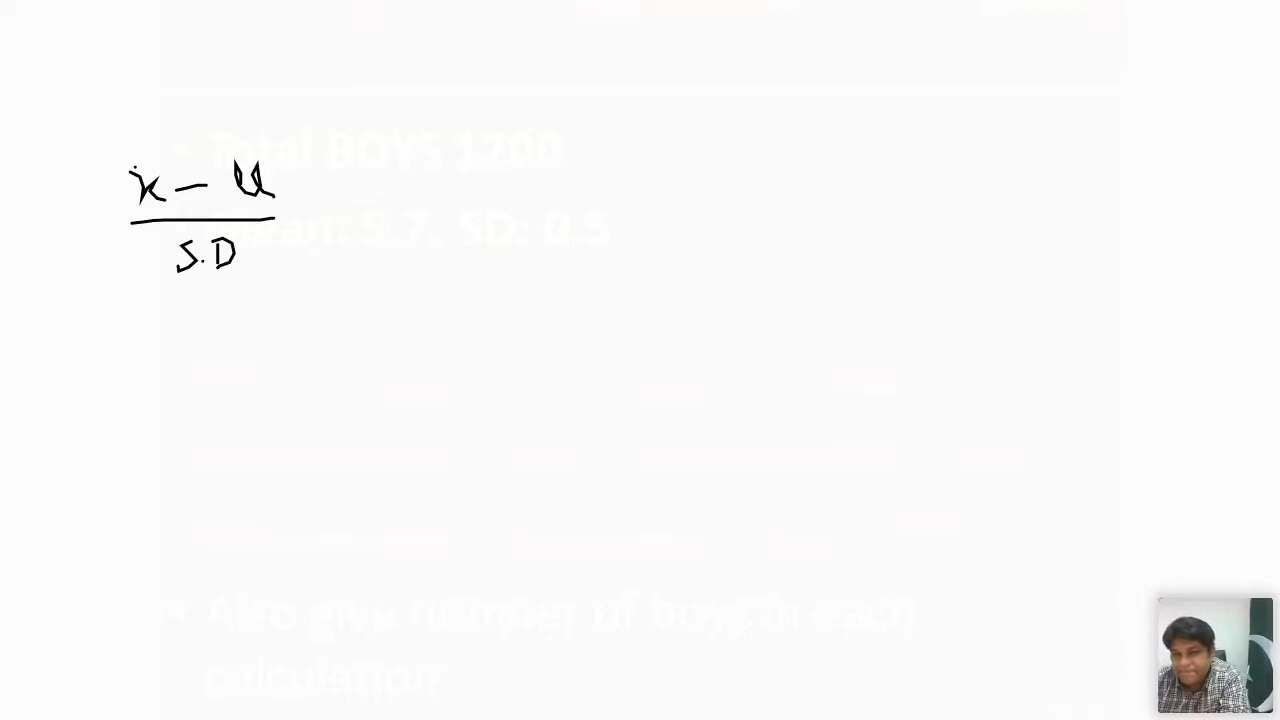 • Total BOYS 1200
x - u
S.D
• Mean: 5.7, SD: 0.5
• Also give number of boys in each
calculation